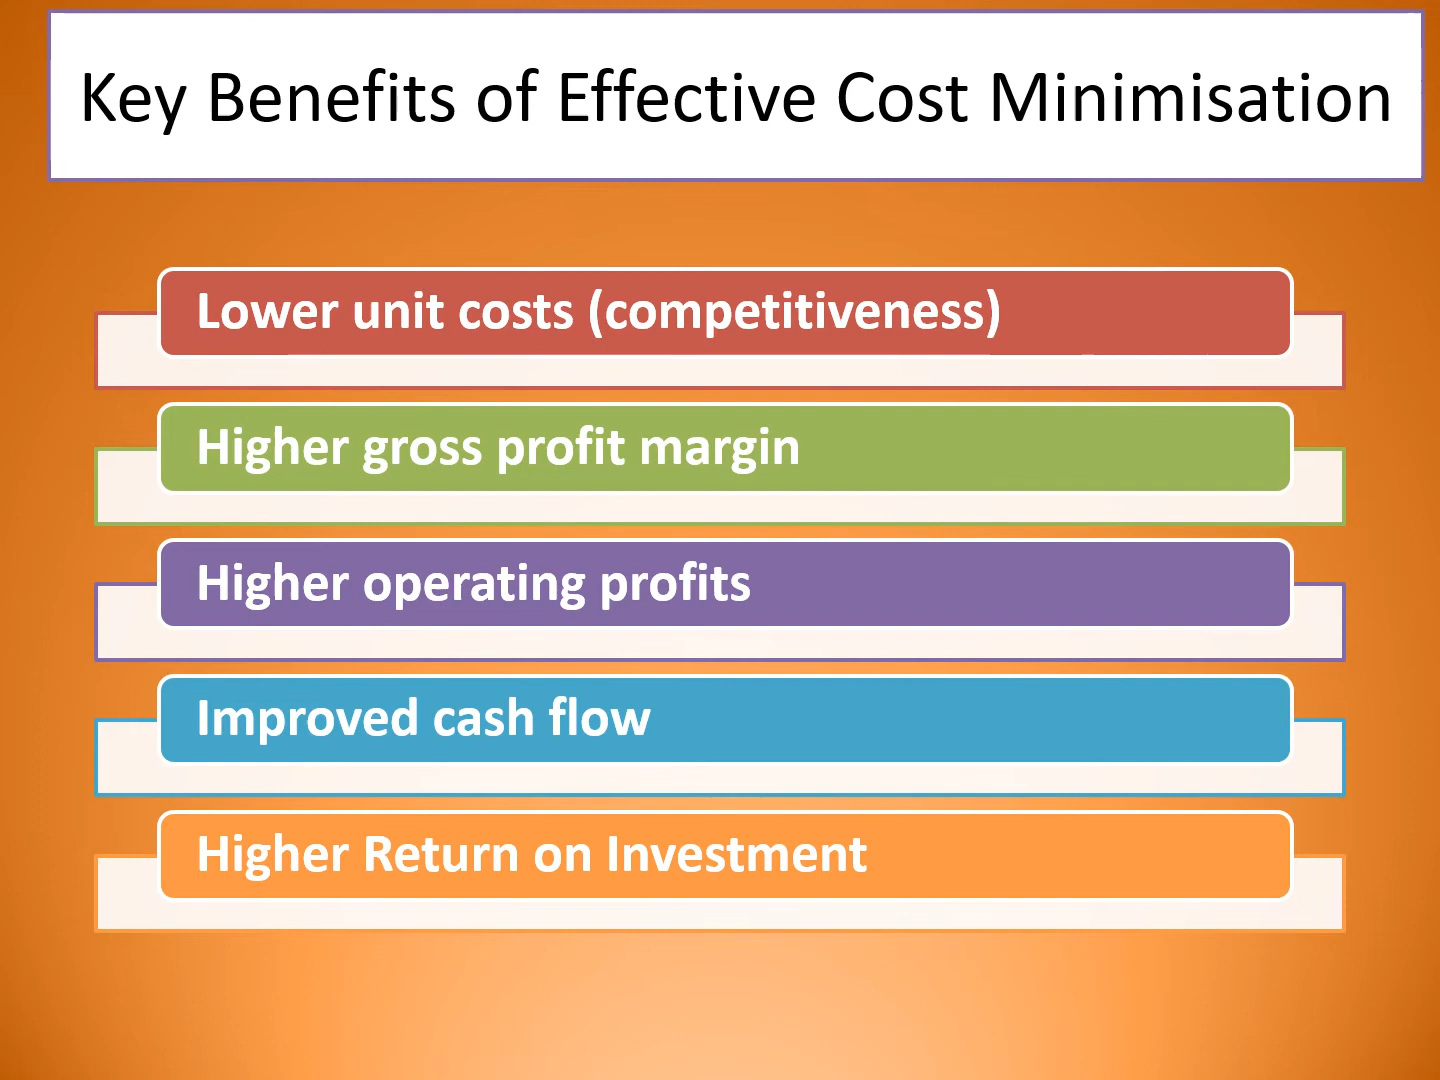 Key Benefits of Effective Cost Minimisation
Lower unit costs (competitiveness)
Higher gross profit margin
Higher operating profits
Improved cash flow
Higher Return on Investment